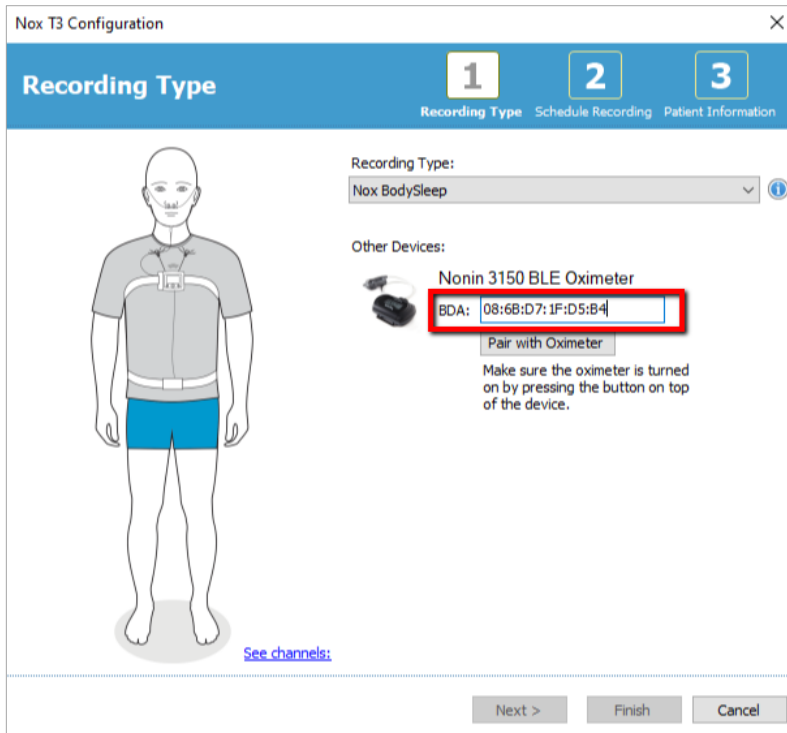 Nox T3 Configuration
Recording Type
1
Recording Type
2
Schedule Recording
3
Patient Information
Recording Type:
Nox BodySleep
Other Devices:
Nonin 3150 BLE Oximeter
BDA: 08:6B:D7:1F:D5:B4
Pair with Oximeter
Make sure the oximeter is turned
on by pressing the button on top
of the device.
See channels:
Next >
Finish
Cancel